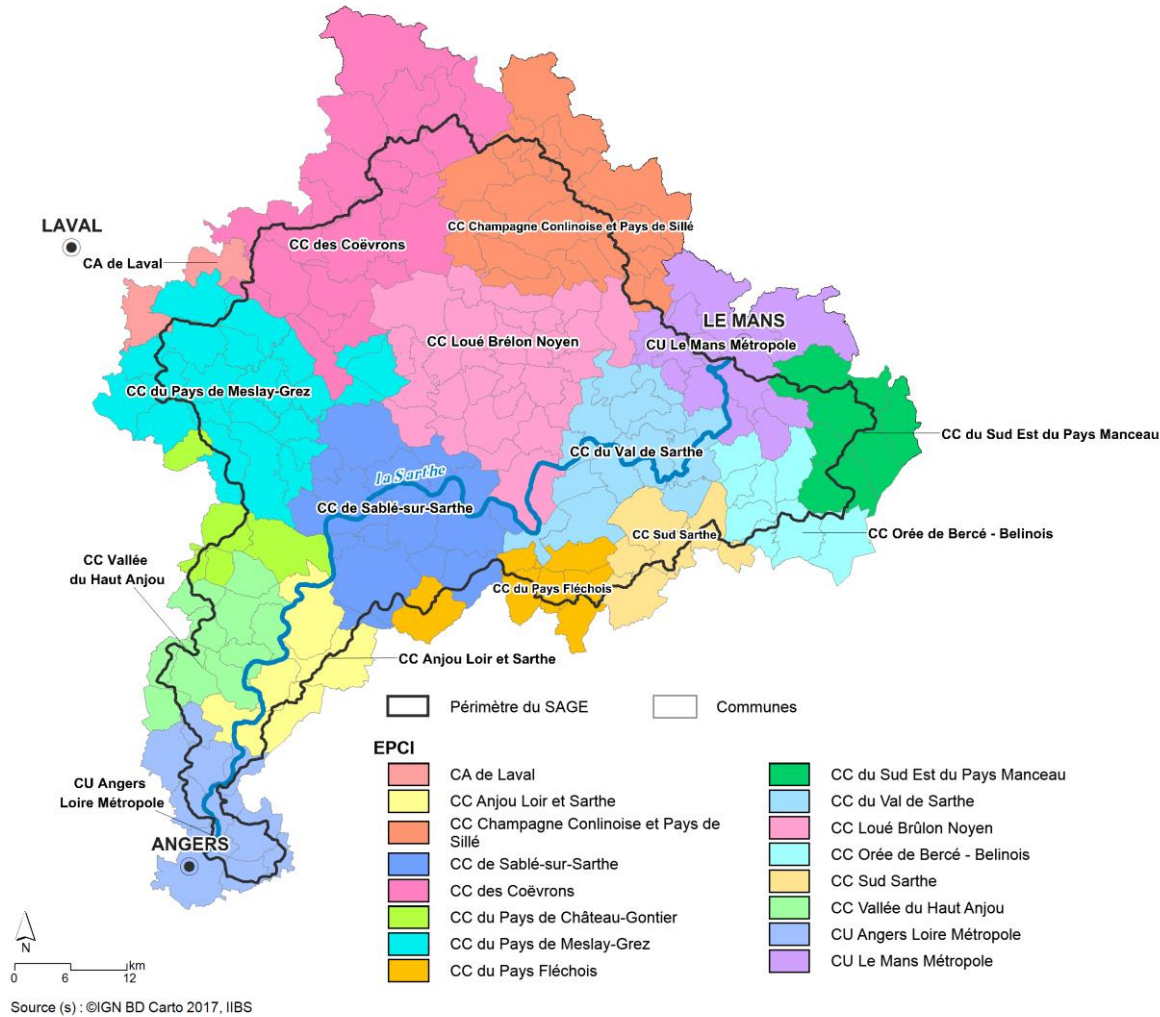 LAVAL
CA de Laval
CC des Coëvrons
CC Champagne Conlinoise et Pays de Sillé
LE MANS
CU Le Mans Métropole
CC Loué Brélon Noyen
CC du Pays de Meslay-Grez
CC du Sud Est du Pays Manceau
CC du Val de Sarthe
la Sarthe
CC de Sablé-sur-Sarthe
CC Sud Sarthe
CC Orée de Bercé - Belinois
CC Vallée
du Haut Anjou
CC du Pays Fléchois
CC Anjou Loir et Sarthe
CU Angers
Loire Métropole
ANGERS
Périmètre du SAGE
Communes
EPCI
CA de Laval
CC Anjou Loir et Sarthe
CC Champagne Conlinoise et Pays de
Sillé
CC de Sablé-sur-Sarthe
CC des Coëvrons
CC du Pays de Château-Gontier
CC du Pays de Meslay-Grez
CC du Pays Fléchois
CC du Sud Est du Pays Manceau
CC du Val de Sarthe
CC Loué Brûlon Noyen
CC Orée de Bercé - Belinois
CC Sud Sarthe
CC Vallée du Haut Anjou
CU Angers Loire Métropole
CU Le Mans Métropole
N
km
0 6 12
Source (s) : ©IGN BD Carto 2017, IIBS